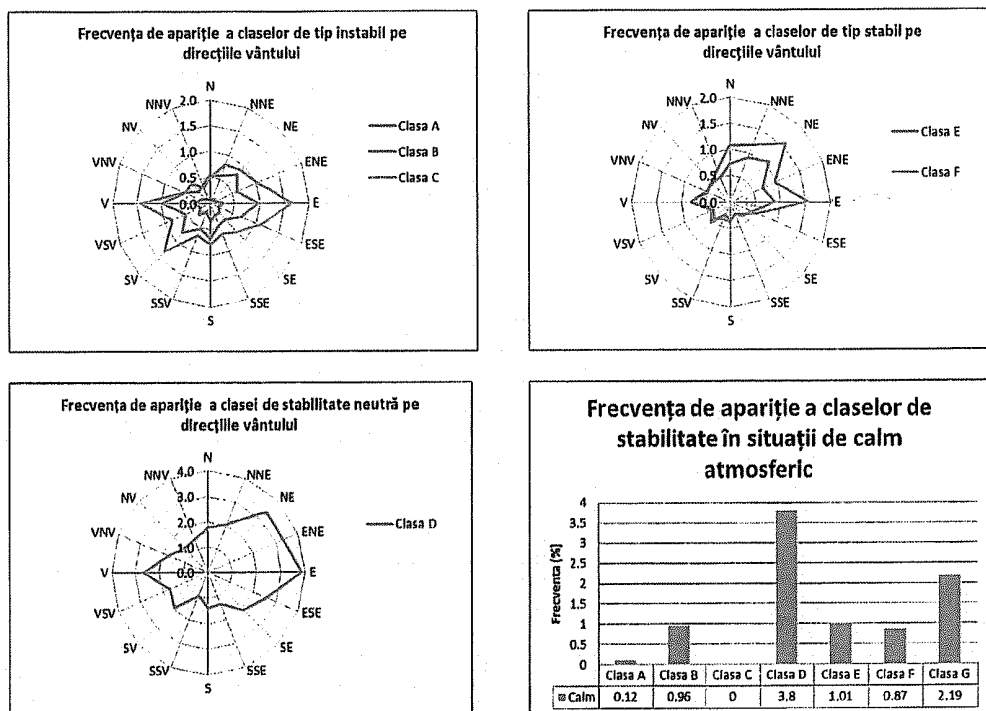 Frecvența de apariție a claselor de tip instabil pe
direcțiile vântului
N
NNV
NNE
NV
NE
VNV
ENE
V
E
VSV
ESE
SV
SE
SSV
SSE
S
2.0
1.5
1.0
0.5
0.0
Clasa A
Clasa B
Clasa C
Frecvența de apariție a claselor de tip stabil pe
direcțiile vântului
N
NNV
NNE
NV
NE
VNV
ENE
V
E
VSV
ESE
SV
SE
SSV
SSE
S
2.0
1.5
1.0
0.5
0.0
Clasa E
Clasa F
Frecvența de apariție a clasei de stabilitate neutră pe
direcțiile vântului
N
NNV
NNE
NV
NE
VNV
ENE
V
E
VSV
ESE
SV
SE
SSV
SSE
S
4.0
3.0
2.0
1.0
0.0
Clasa D
Frecvența de apariție a claselor de
stabilitate în situații de calm
atmosferic
Frecventa [%]
4
3.5
3
2.5
2
1.5
1
0.5
0
Clasa A Clasa B Clasa C Clasa D Clasa E Clasa F Clasa G
Calm 0.12 0.96 0 3.8 1.01 0.87 2.19